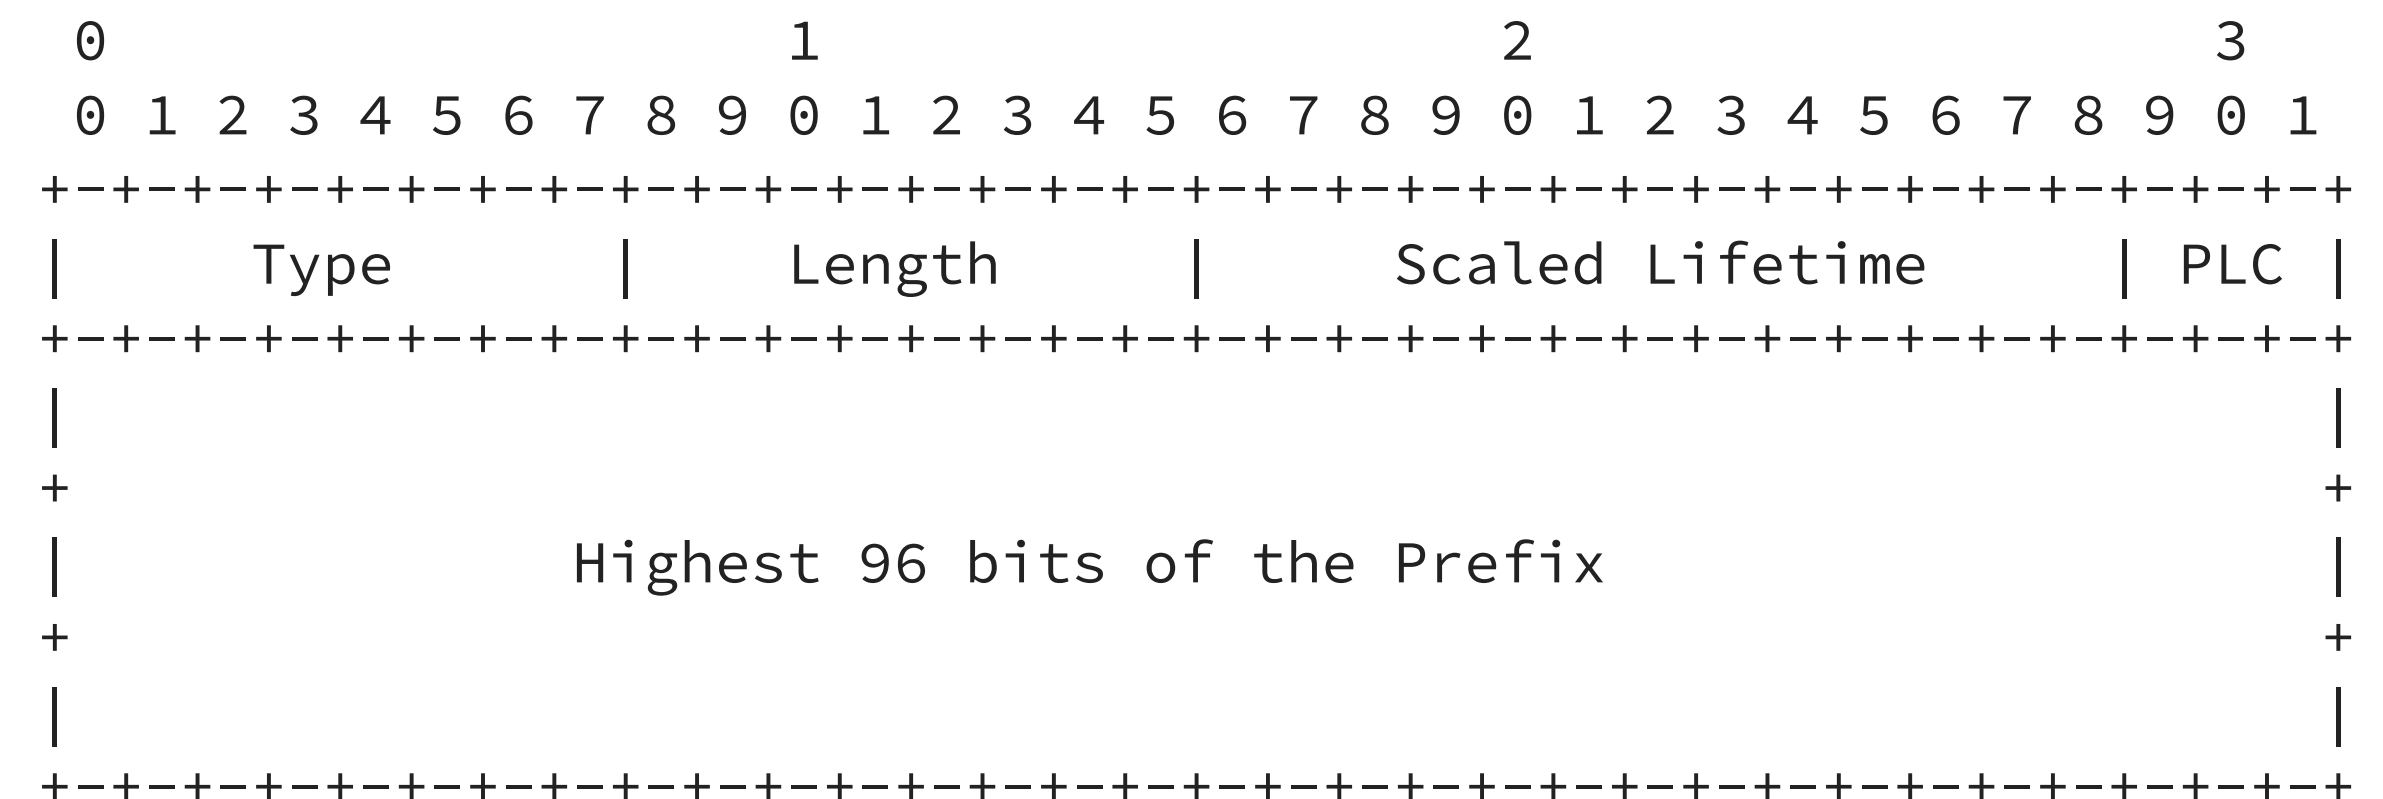 0                   1                   2                   3
 0 1 2 3 4 5 6 7 8 9 0 1 2 3 4 5 6 7 8 9 0 1 2 3 4 5 6 7 8 9 0 1
+-+-+-+-+-+-+-+-+-+-+-+-+-+-+-+-+-+-+-+-+-+-+-+-+-+-+-+-+-+-+-+-+
|     Type      |    Length     |     Scaled Lifetime     | PLC |
+-+-+-+-+-+-+-+-+-+-+-+-+-+-+-+-+-+-+-+-+-+-+-+-+-+-+-+-+-+-+-+-+
|                                                               |
+                                                               +
|              Highest 96 bits of the Prefix                    |
+                                                               +
|                                                               |
+-+-+-+-+-+-+-+-+-+-+-+-+-+-+-+-+-+-+-+-+-+-+-+-+-+-+-+-+-+-+-+-+